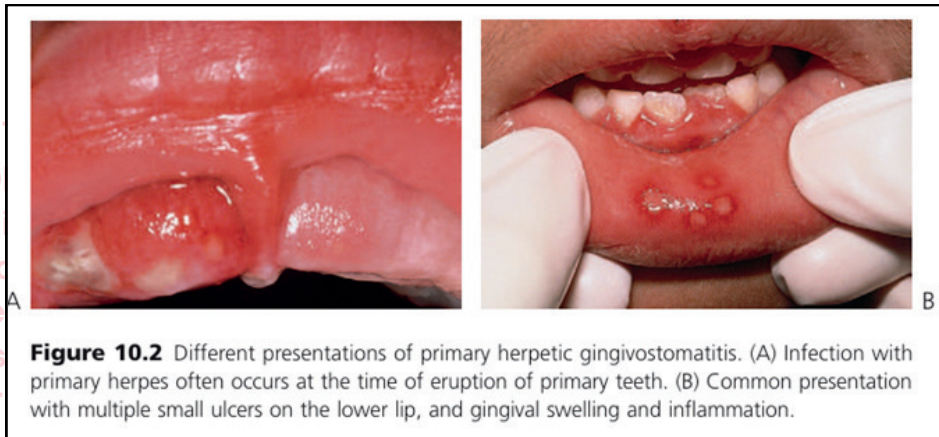 A
B
Figure 10.2 Different presentations of primary herpetic gingivostomatitis. (A) Infection with
primary herpes often occurs at the time of eruption of primary teeth. (B) Common presentation
with multiple small ulcers on the lower lip, and gingival swelling and inflammation.